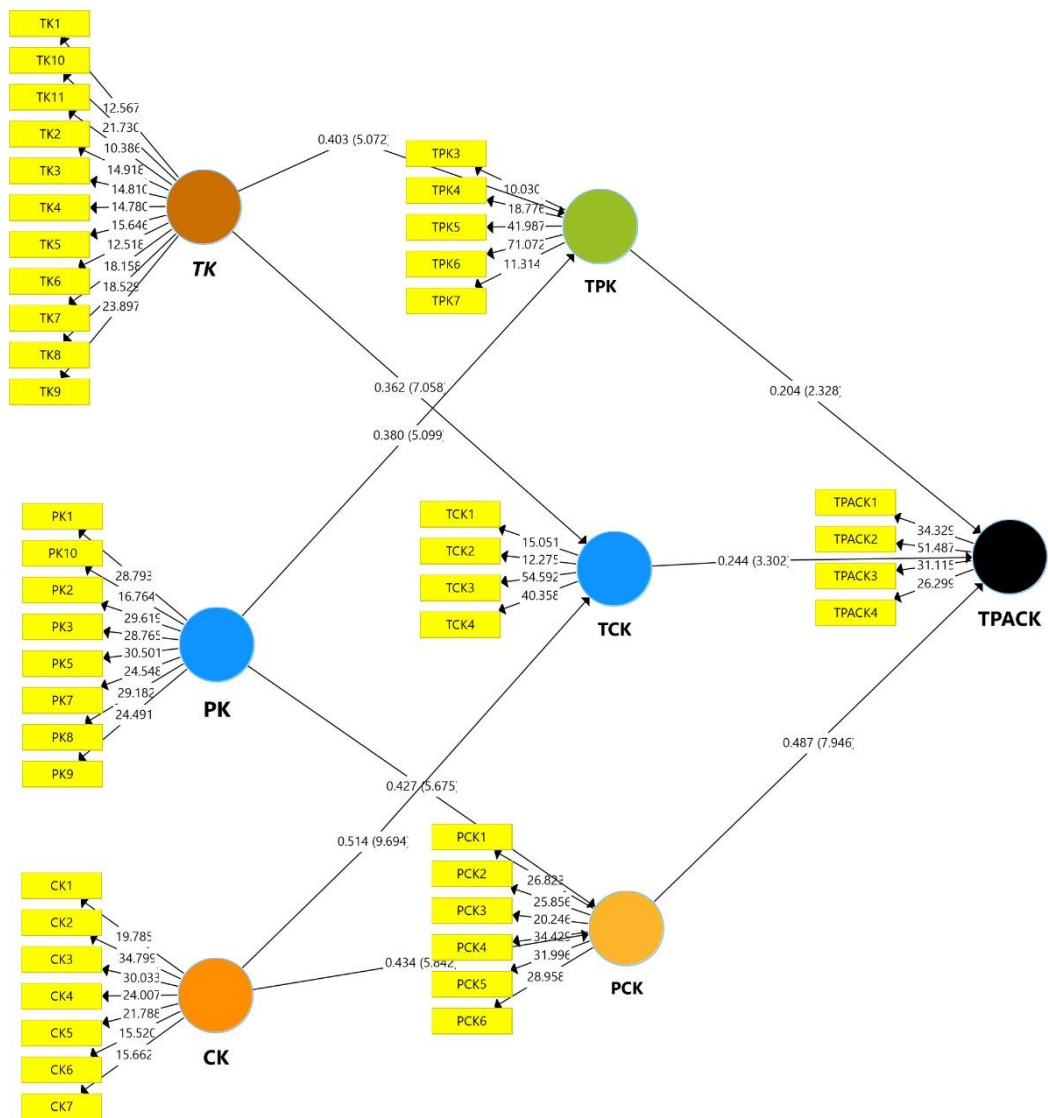 TK1
TK10
TK11
TK2
TK3
TK4
TK5
TK6
TK7
TK8
TK9
12.567
21.730
10.386
14.918
14.810
14.780
15.646
12.518
18.158
18.529
23.897
TK
0.403 (5.072)
TPK3
TPK4
TPK5
TPK6
TPK7
10.030
18.776
41.987
71.072
11.314
TPK
0.362 (7.058)
0.380 (5.099)
0.204 (2.328)
PK1
PK10
PK2
PK3
PK5
PK7
PK8
PK9
28.793
16.764
29.619
28.765
30.501
24.548
29.182
24.491
PK
TCK1
TCK2
TCK3
TCK4
15.051
12.275
54.592
40.358
TCK
0.244 (3.302)
TPACK1
TPACK2
TPACK3
TPACK4
34.329
51.487
31.115
26.299
TPACK
0.427 (5.675)
0.514 (9.694)
0.487 (7.946)
CK1
CK2
CK3
CK4
CK5
CK6
CK7
19.785
34.799
30.033
24.007
21.788
15.520
15.662
CK
0.434 (5.842)
PCK1
PCK2
PCK3
PCK4
PCK5
PCK6
26.823
25.856
20.246
34.429
31.996
28.958
PCK